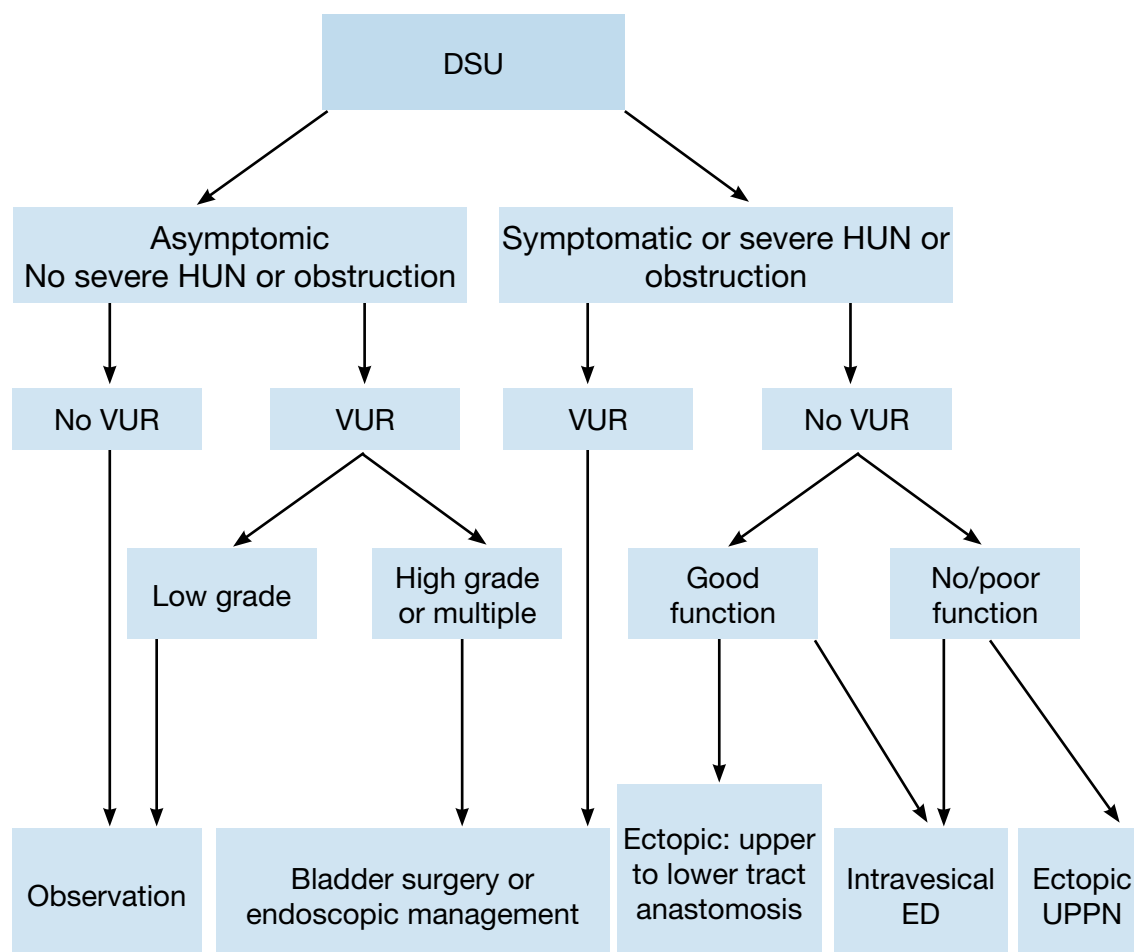 DSU
Asymptomic
No severe HUN or obstruction
Symptomatic or severe HUN or
obstruction
No VUR
VUR
VUR
No VUR
Low grade
High grade
or multiple
Good
function
No/poor
function
Observation
Bladder surgery or
endoscopic management
Ectopic: upper
to lower tract
anastomosis
Intravesical
ED
Ectopic
UPPN